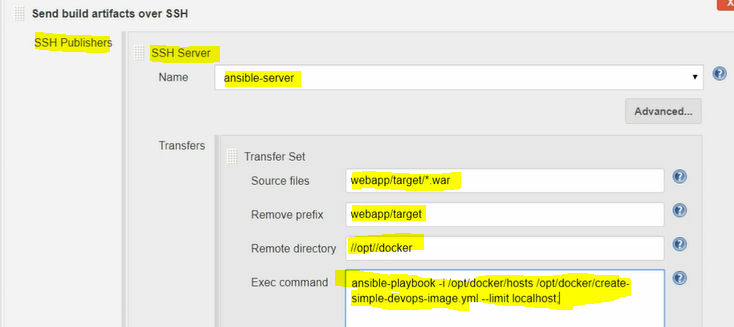 X
Send build artifacts over SSH
SSH Publishers
SSH Server
Name
ansible-server
Advanced...
Transfers
Transfer Set
Source files
webapp/target/*.war
Remove prefix
webapp/target
Remote directory
//opt//docker
Exec command
ansible-playbook -i /opt/docker/hosts /opt/docker/create-
simple-devops-image.yml --limit localhost;